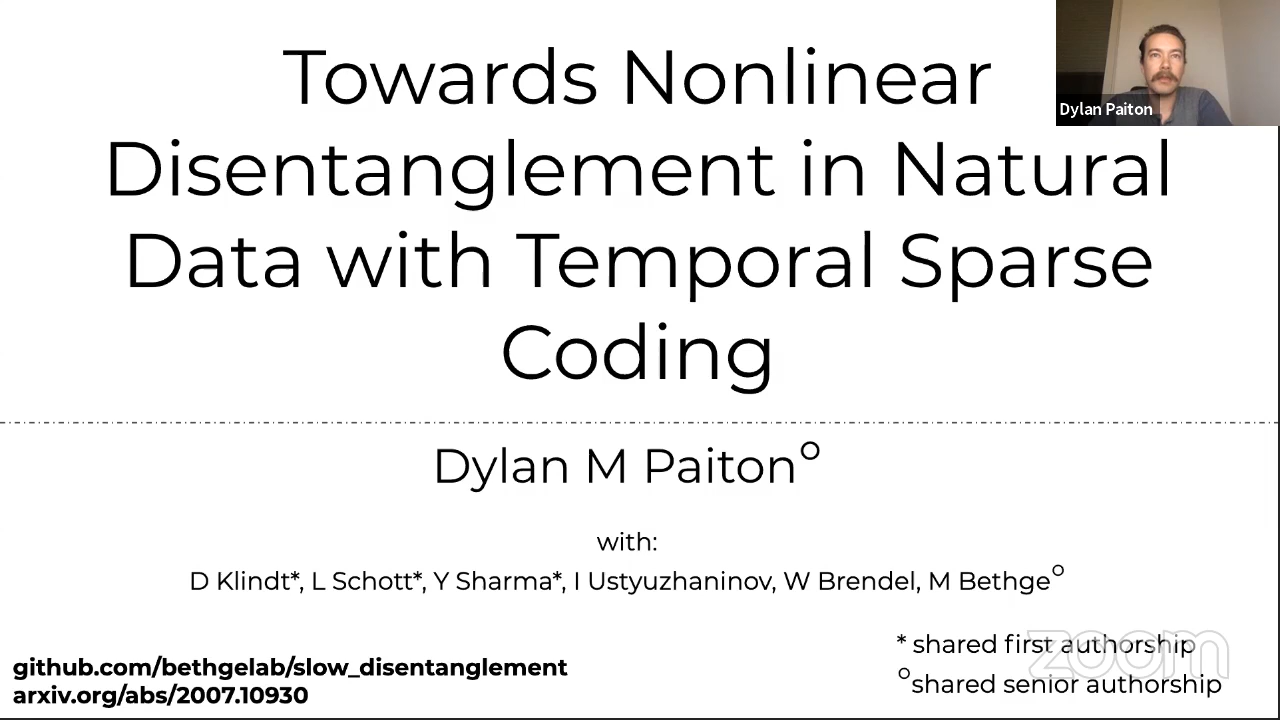 Towards Nonlinear
Disentanglement in Natural
Data with Temporal Sparse
Coding
Dylan Paiton
Dylan M Paiton°
with:
D Klindt*, L Schott*, Y Sharma*, I Ustyuzhaninov, W Brendel, M Bethge°
github.com/bethgelab/slow_disentanglement
arxiv.org/abs/2007.10930
* shared first authorship
°shared senior authorship
zoom